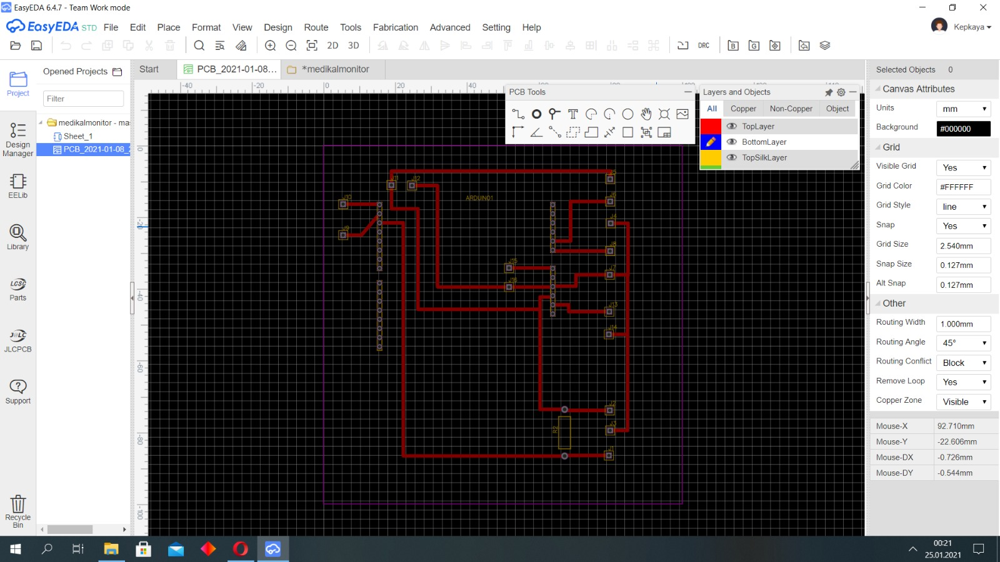 EasyEDA 6.4.7 - Team Work mode
EasyEDA STD File Edit Place Format View Design Route Tools Fabrication Advanced Setting Help Kepkaya
2D 3D DRC B G
Start PCB_2021-01-08... *medikalmonitor
Project
Opened Projects
Filter
medikalmonitor - ma
Sheet_1
PCB_2021-01-08_
Design
Manager
EELib
Library
LCSC
Parts
J@LC
JLCPCB
Support
Recycle
Bin
-40 -20 0 20 40
0
-20
-40
-60
-80
-100
PCB Tools
Layers and Objects
All Copper Non-Copper Object
TopLayer
BottomLayer
TopSilkLayer
J11 J12
J10
ARDUINO1
J4
J15
J16
J7
J13
J14
J2
J3
R2
J1
Selected Objects 0
Canvas Attributes
Units mm
Background #000000
Grid
Visible Grid Yes
Grid Color #FFFFFF
Grid Style line
Snap Yes
Grid Size 2.540mm
Snap Size 0.127mm
Alt Snap 0.127mm
Other
Routing Width 1.000mm
Routing Angle 45°
Routing Conflict Block
Remove Loop Yes
Copper Zone Visible
Mouse-X 92.710mm
Mouse-Y -22.606mm
Mouse-DX -0.726mm
Mouse-DY -0.544mm
00:21
25.01.2021